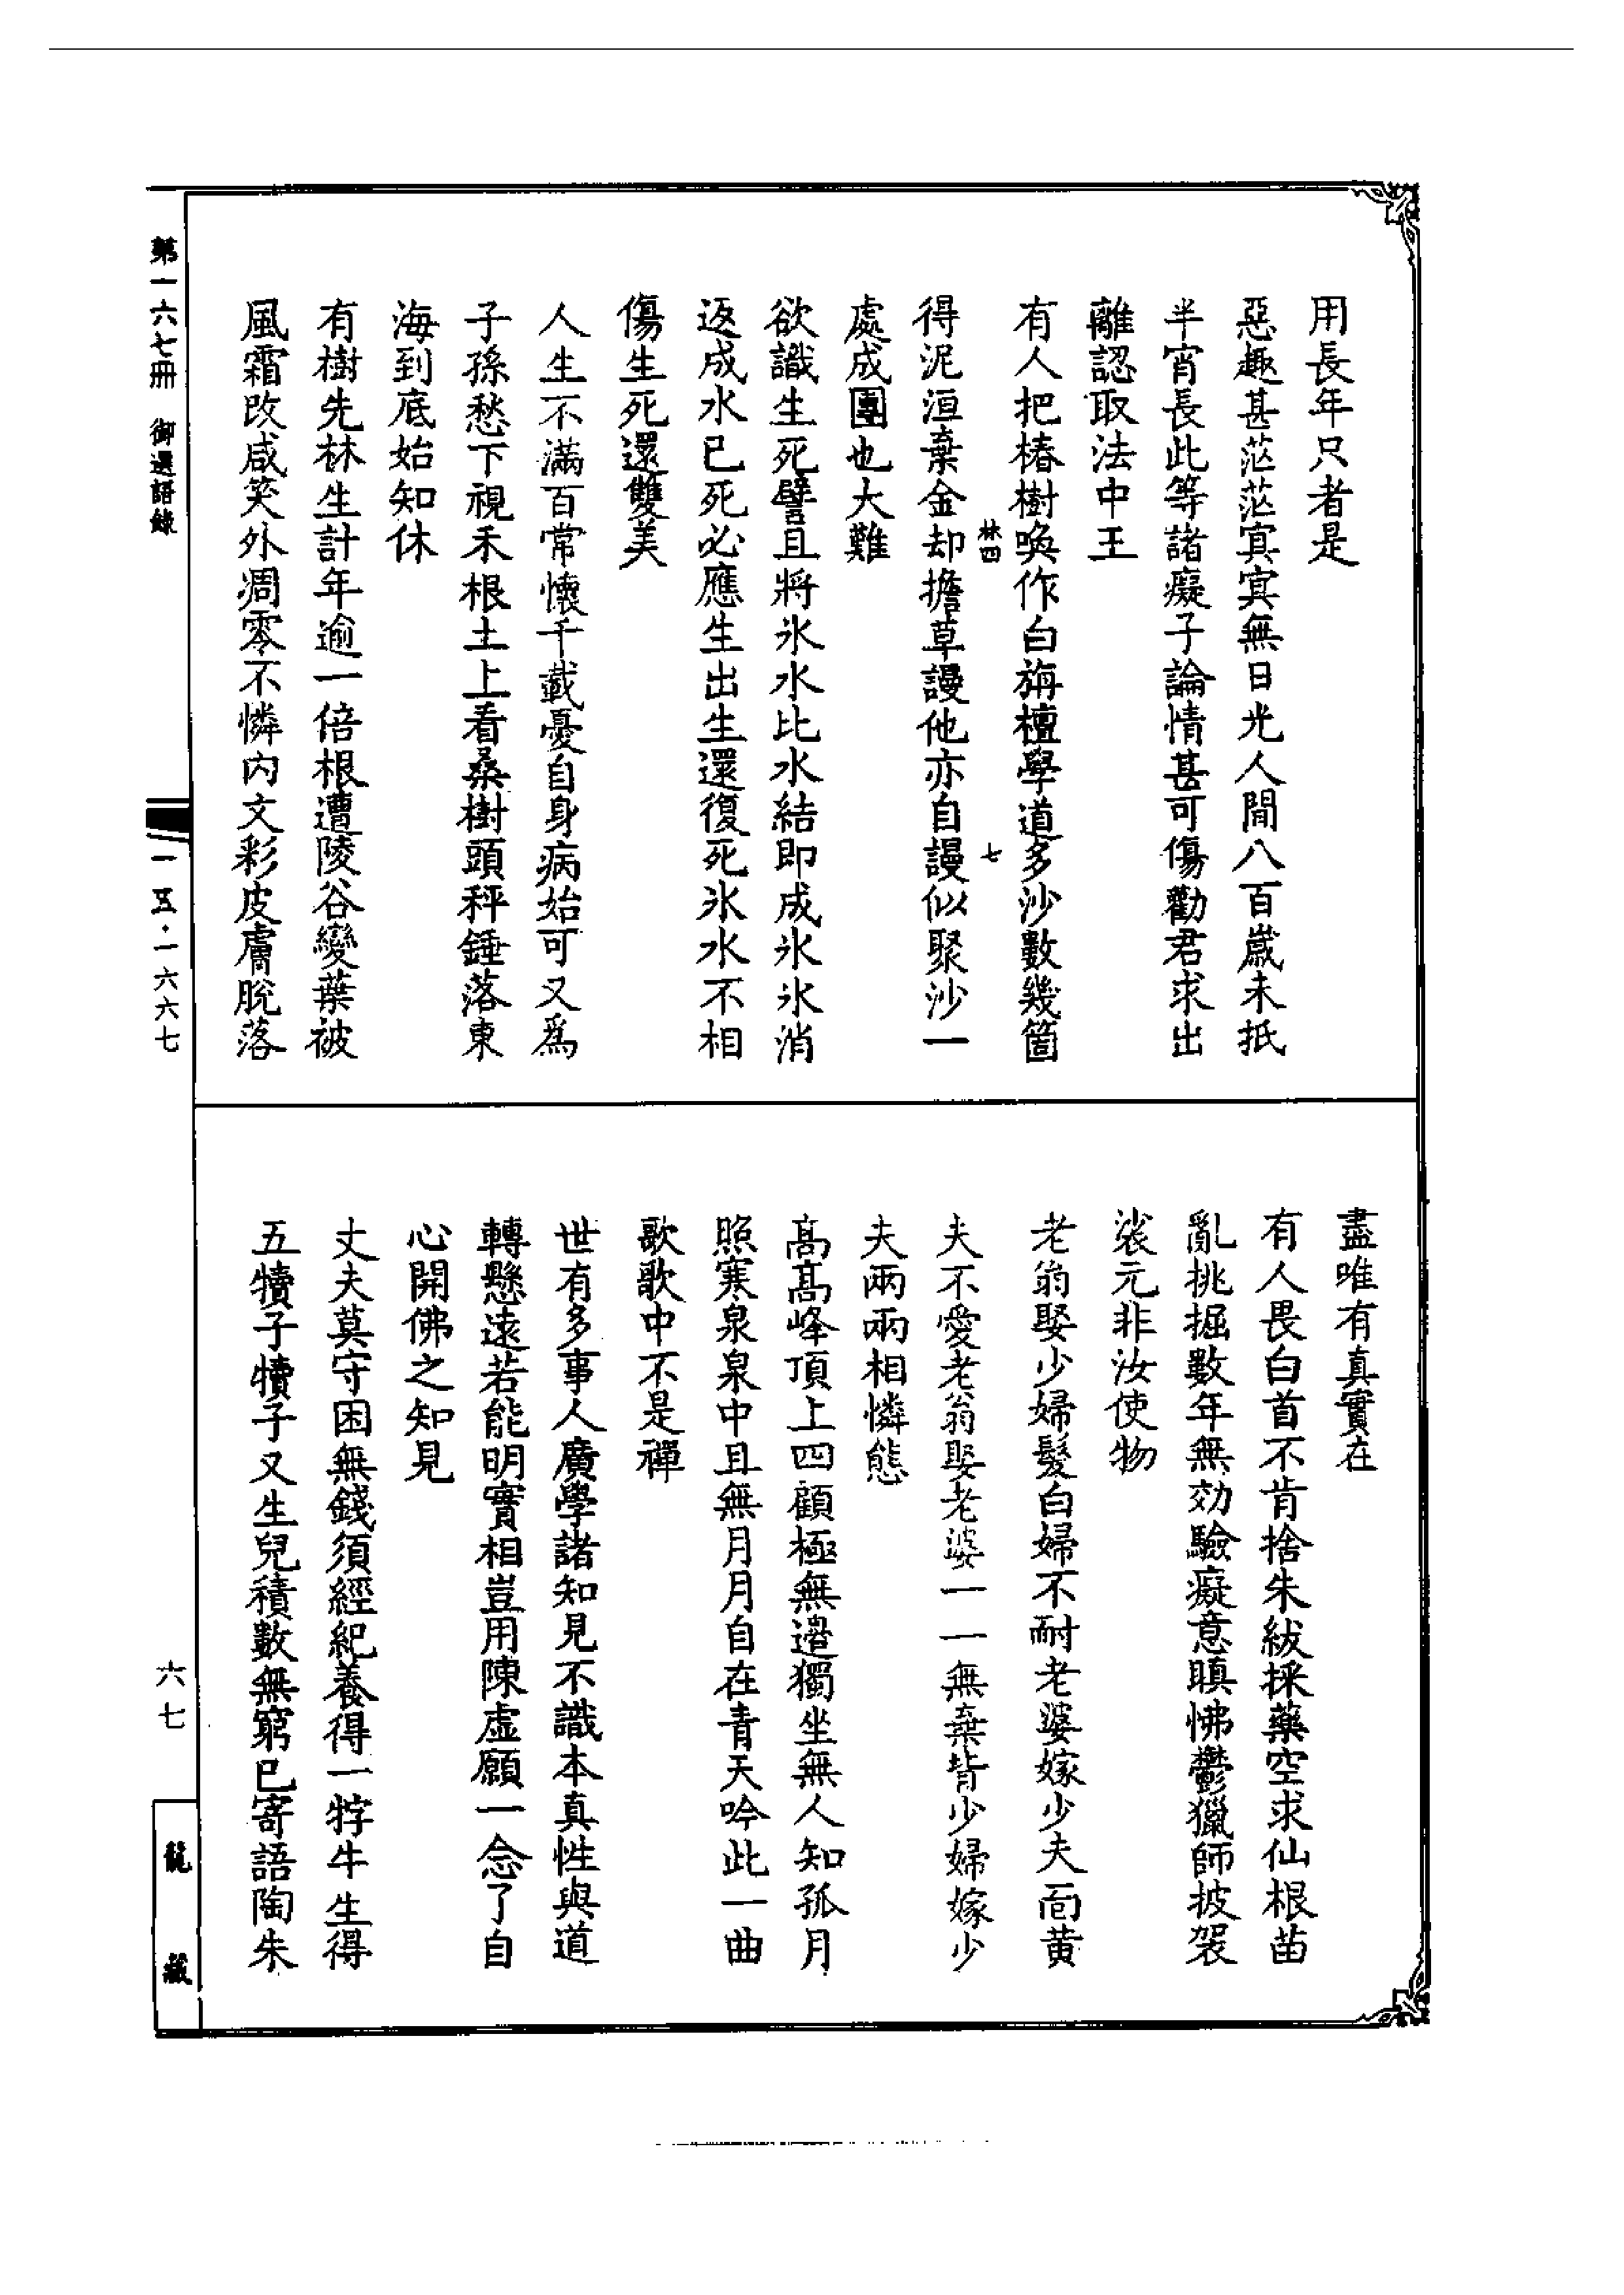 用長年只者是
惡趣甚茫茫寘寘無日光人間八百歲未抵
半宵長此等諸癡子論情甚可傷勸君求出
離認取法中王
有人把椿樹喚作白旃檀學道多沙數幾箇
林四
七
得泥洹棄金却擔草謾他亦自謾似聚沙一
處成團也大難
欲識生死譬且將氷水比水結即成氷氷消
返成水已死必應生出生還復死氷水不相
傷生死還雙美
人生不滿百常懷千載憂自身病始可又爲
子孫愁下視禾根土上看桑樹頭秤錘落東
海到底始知休
有樹先林生計年逾一倍根遭陵谷變葉被
風霜改咸笑外凋零不憐内文彩皮膚脫落
盡唯有真實在
有人畏白首不肯捨朱紱採藥空求仙根苗
亂挑掘數年無効驗癡意瞋怫鬱獵師披袈
裟元非汝使物
老翁娶少婦髮白婦不耐老婆嫁少夫面黄
夫不愛老翁娶老婆一一無棄背少婦嫁少
夫兩兩相憐態
髙髙峰頂上四顧極無邉獨坐無人知孤月
照寒泉泉中且無月月自在青天吟此一曲
歌歌中不是禪
世有多事人廣學諸知見不識本真性與道
轉懸遠若能明實相豈用陳虛願一念了自
心開佛之知見
丈夫莫守困無錢須經紀養得一牸牛生得
五犢子犢子又生兒積數無窮已寄語陶朱
第一六七冊 御選語錄
一五·一六六七
六七
龍藏